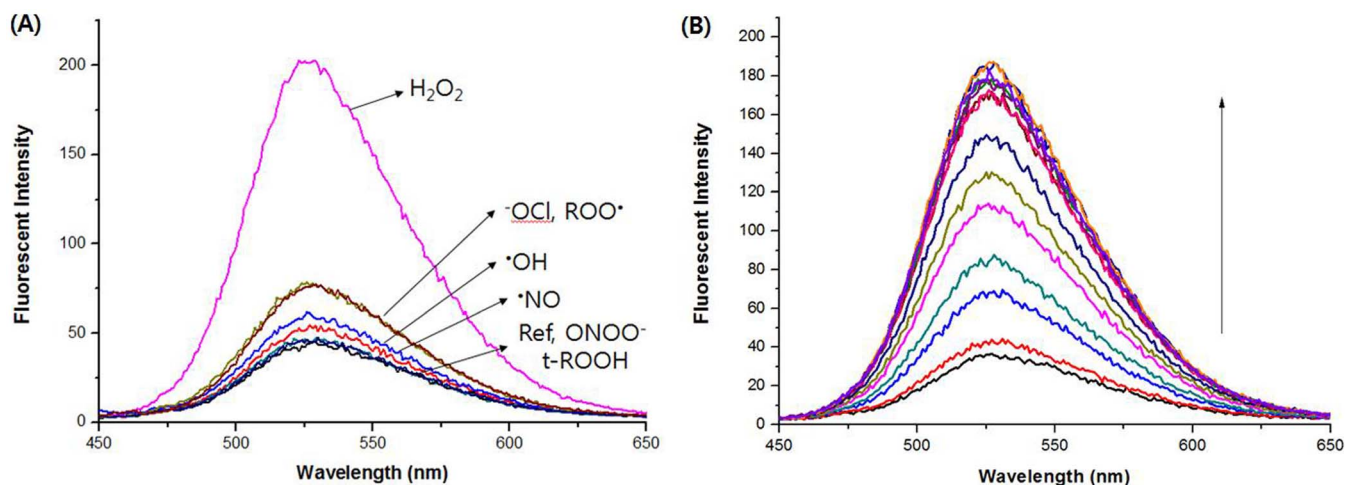 (A)
200
150
100
50
0
450
500
550
600
650
Fluorescent Intensity
Wavelength (nm)
H₂O₂
⁻OCl, ROO•
•OH
•NO
Ref, ONOO⁻
t-ROOH
(B)
180
160
140
120
100
80
60
40
20
0
450
500
550
600
650
Fluorescent Intensity
Wavelength (nm)